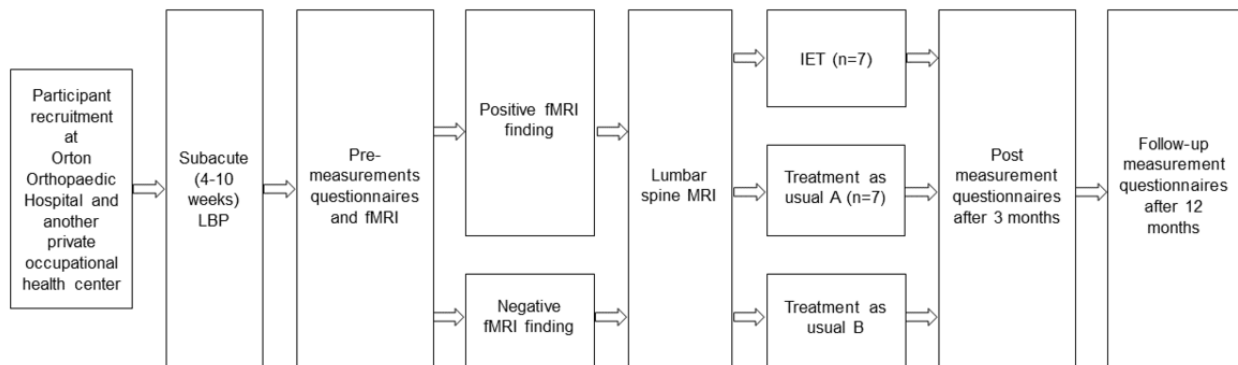 Participant
recruitment
at
Orton
Orthopaedic
Hospital and
another
private
occupational
health center
Subacute
(4-10
weeks)
LBP
Pre-
measurements
questionnaires
and fMRI
Positive fMRI
finding
Negative
fMRI finding
Lumbar
spine MRI
IET (n=7)
Treatment as
usual A (n=7)
Treatment as
usual B
Post
measurement
questionnaires
after 3 months
Follow-up
measurement
questionnaires
after 12
months